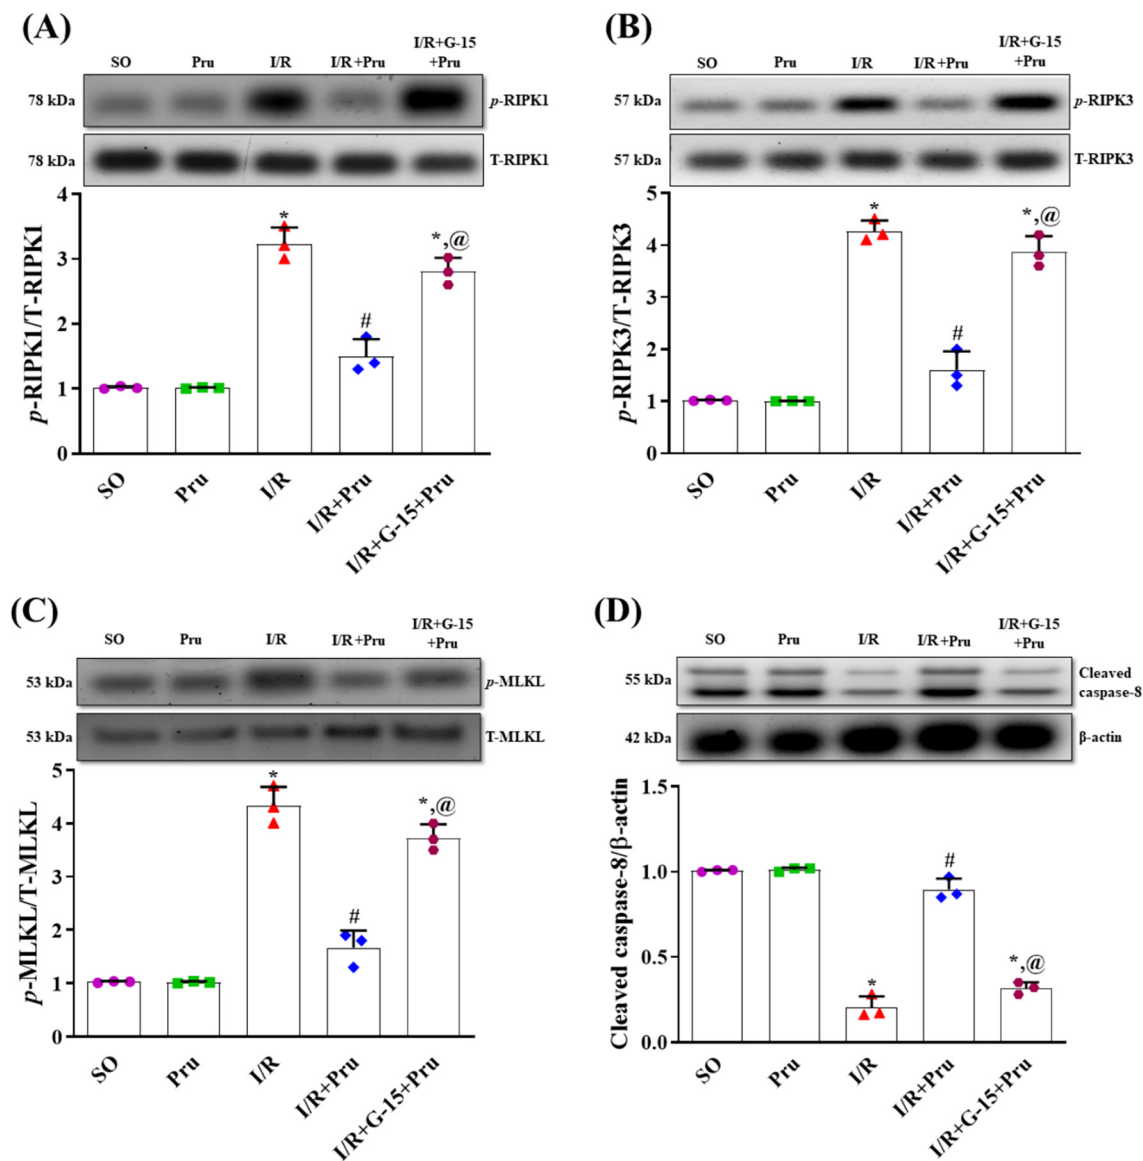 (A)
SO Pru I/R I/R+Pru I/R+G-15
+Pru
78 kDa p-RIPK1
78 kDa T-RIPK1
p-RIPK1/T-RIPK1
4
3
2
1
0
*
#
*,@
SO
Pru
I/R
I/R+Pru
I/R+G-15+Pru
(B)
SO Pru I/R I/R+Pru I/R+G-15
+Pru
57 kDa p-RIPK3
57 kDa T-RIPK3
p-RIPK3/T-RIPK3
5
4
3
2
1
0
*
#
*,@
SO
Pru
I/R
I/R+Pru
I/R+G-15+Pru
(C)
SO Pru I/R I/R+Pru I/R+G-15
+Pru
53 kDa p-MLKL
53 kDa T-MLKL
p-MLKL/T-MLKL
5
4
3
2
1
0
*
#
*,@
SO
Pru
I/R
I/R+Pru
I/R+G-15+Pru
(D)
SO Pru I/R I/R+Pru I/R+G-15
+Pru
55 kDa Cleaved
caspase-8
42 kDa β-actin
Cleaved caspase-8/β-actin
1.5
1.0
0.5
0.0
*
#
*,@
SO
Pru
I/R
I/R+Pru
I/R+G-15+Pru